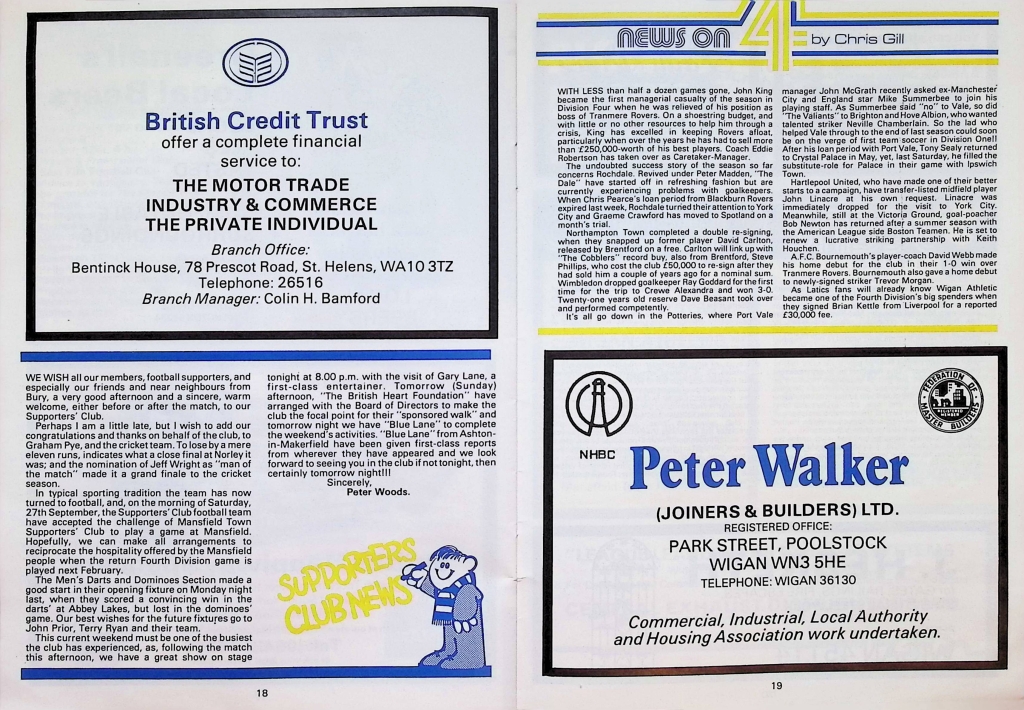 British Credit Trust
offer a complete financial
service to:
THE MOTOR TRADE
INDUSTRY & COMMERCE
THE PRIVATE INDIVIDUAL
Branch Office:
Bentinck House, 78 Prescot Road, St. Helens, WA10 3TZ
Telephone: 26516
Branch Manager: Colin H. Bamford
WE WISH all our members, football supporters, and
especially our friends and near neighbours from
Bury, a very good afternoon and a sincere, warm
welcome, either before or after the match, to our
Supporters' Club.
Perhaps I am a little late, but I wish to add our
congratulations and thanks on behalf of the club, to
Graham Pye, and the cricket team. To lose by a mere
eleven runs, indicates what a close final at Norley it
was; and the nomination of Jeff Wright as "man of
the match" made it a grand finale to the cricket
season.
In typical sporting tradition the team has now
turned to football, and, on the morning of Saturday,
27th September, the Supporters' Club football team
have accepted the challenge of Mansfield Town
Supporters' Club to play a game at Mansfield.
Hopefully, we can make all arrangements to
reciprocate the hospitality offered by the Mansfield
people when the return Fourth Division game is
played next February.
The Men's Darts and Dominoes Section made a
good start in their opening fixture on Monday night
last, when they scored a convincing win in the
darts' at Abbey Lakes, but lost in the dominoes'
game. Our best wishes for the future fixtures go to
John Prior, Terry Ryan and their team.
This current weekend must be one of the busiest
the club has experienced, as, following the match
this afternoon, we have a great show on stage
tonight at 8.00 p.m. with the visit of Gary Lane, a
first-class entertainer. Tomorrow (Sunday)
afternoon, "The British Heart Foundation" have
arranged with the Board of Directors to make the
club the focal point for their "sponsored walk" and
tomorrow night we have "Blue Lane" to complete
the weekend's activities. "Blue Lane" from Ashton-
in-Makerfield have been given first-class reports
from wherever they have appeared and we look
forward to seeing you in the club if not tonight, then
certainly tomorrow night!!!
Sincerely,
Peter Woods.
SUPPORTERS
CLUB NEWS
18
NEWS ON 4 by Chris Gill
WITH LESS than half a dozen games gone, John King
became the first managerial casualty of the season in
Division Four when he was relieved of his position as
boss of Tranmere Rovers. On a shoestring budget, and
with little or no other resources to help him through a
crisis, King has excelled in keeping Rovers afloat,
particularly when over the years he has had to sell more
than £250,000-worth of his best players. Coach Eddie
Robertson has taken over as Caretaker-Manager.
The undoubted success story of the season so far
concerns Rochdale. Revived under Peter Madden, "The
Dale" have started off in refreshing fashion but are
currently experiencing problems with goalkeepers.
When Chris Pearce's loan period from Blackburn Rovers
expired last week, Rochdale turned their attention to York
City and Graeme Crawford has moved to Spotland on a
month's trial.
Northampton Town completed a double re-signing,
when they snapped up former player David Carlton,
released by Brentford on a free. Carlton will link up with
"The Cobblers" record buy, also from Brentford, Steve
Phillips, who cost the club £50,000 to re-sign after they
had sold him a couple of years ago for a nominal sum.
Wimbledon dropped goalkeeper Ray Goddard for the first
time for the trip to Crewe Alexandra and won 3-0.
Twenty-one years old reserve Dave Beasant took over
and performed competently.
It's all go down in the Potteries, where Port Vale
manager John McGrath recently asked ex-Manchester
City and England star Mike Summerbee to join his
playing staff. As Summerbee said "no" to Vale, so did
"The Valiants" to Brighton and Hove Albion, who wanted
talented striker Neville Chamberlain. So the lad who
helped Vale through to the end of last season could soon
be on the verge of first team soccer in Division One!!
After his loan period with Port Vale, Tony Sealy returned
to Crystal Palace in May, yet, last Saturday, he filled the
substitute-role for Palace in their game with Ipswich
Town.
Hartlepool United, who have made one of their better
starts to a campaign, have transfer-listed midfield player
John Linacre at his own request. Linacre was
immediately dropped for the visit to York City.
Meanwhile, still at the Victoria Ground, goal-poacher
Bob Newton has returned after a summer season with
the American League side Boston Teamen. He is set to
renew a lucrative striking partnership with Keith
Houchen.
A.F.C. Bournemouth's player-coach David Webb made
his home debut for the club in their 1-0 win over
Tranmere Rovers. Bournemouth also gave a home debut
to newly-signed striker Trevor Morgan.
As Latics fans will already know Wigan Athletic
became one of the Fourth Division's big spenders when
they signed Brian Kettle from Liverpool for a reported
£30,000 fee.
NHBC
FEDERATION OF
MASTER BUILDERS
REGISTERED
MEMBER
Peter Walker
(JOINERS & BUILDERS) LTD.
REGISTERED OFFICE:
PARK STREET, POOLSTOCK
WIGAN WN3 5HE
TELEPHONE: WIGAN 36130
Commercial, Industrial, Local Authority
and Housing Association work undertaken.
19